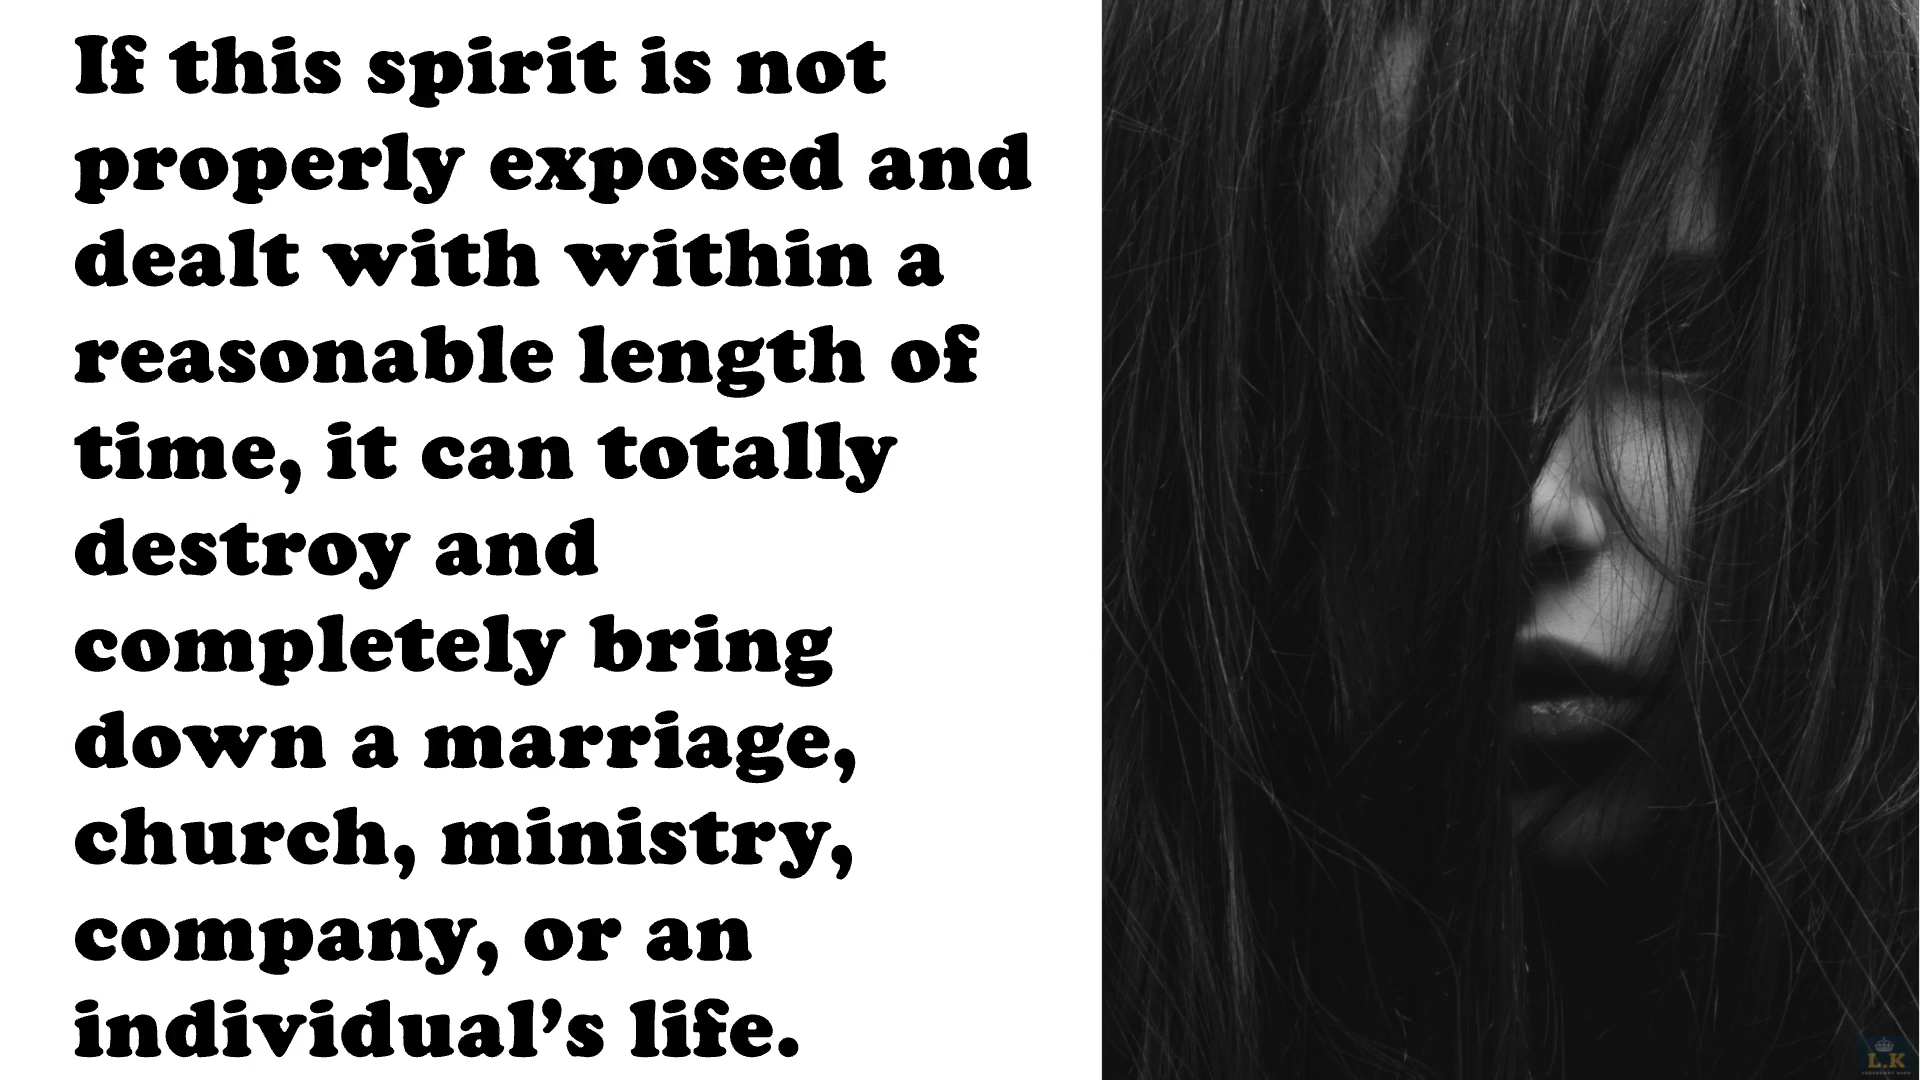 If this spirit is not
properly exposed and
dealt with within a
reasonable length of
time, it can totally
destroy and
completely bring
down a marriage,
church, ministry,
company, or an
individual’s life.
L.K